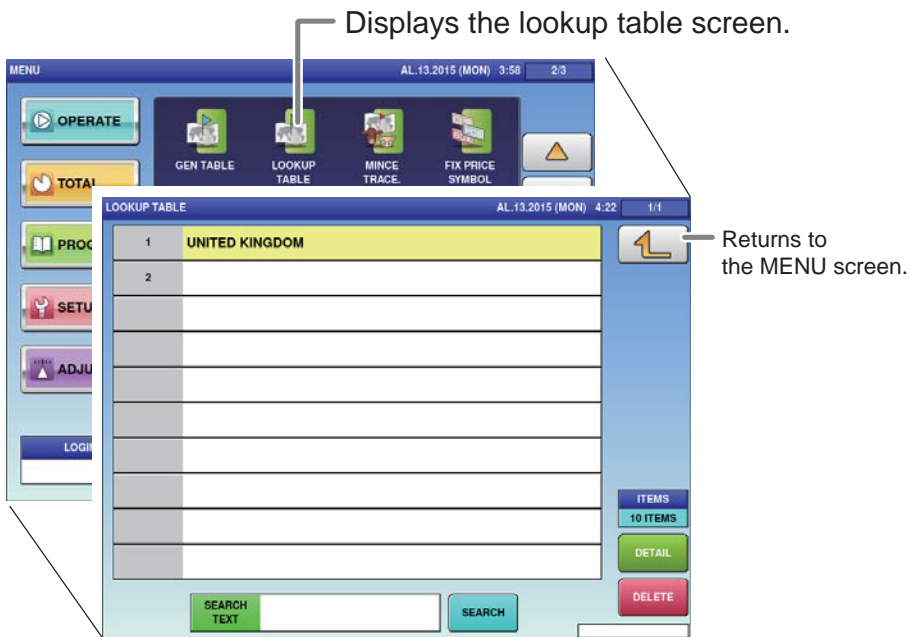 Displays the lookup table screen.
MENU
AL.13.2015 (MON) 3:58
2/3
OPERATE
GEN TABLE
LOOKUP
TABLE
MINCE
TRACE.
FIX PRICE
SYMBOL
TOTAL
LOOKUP TABLE
AL.13.2015 (MON) 4:22
1/1
PROG
1
UNITED KINGDOM
Returns to
the MENU screen.
2
SETU
ADJU
LOGI
ITEMS
10 ITEMS
DETAIL
DELETE
SEARCH
TEXT
SEARCH